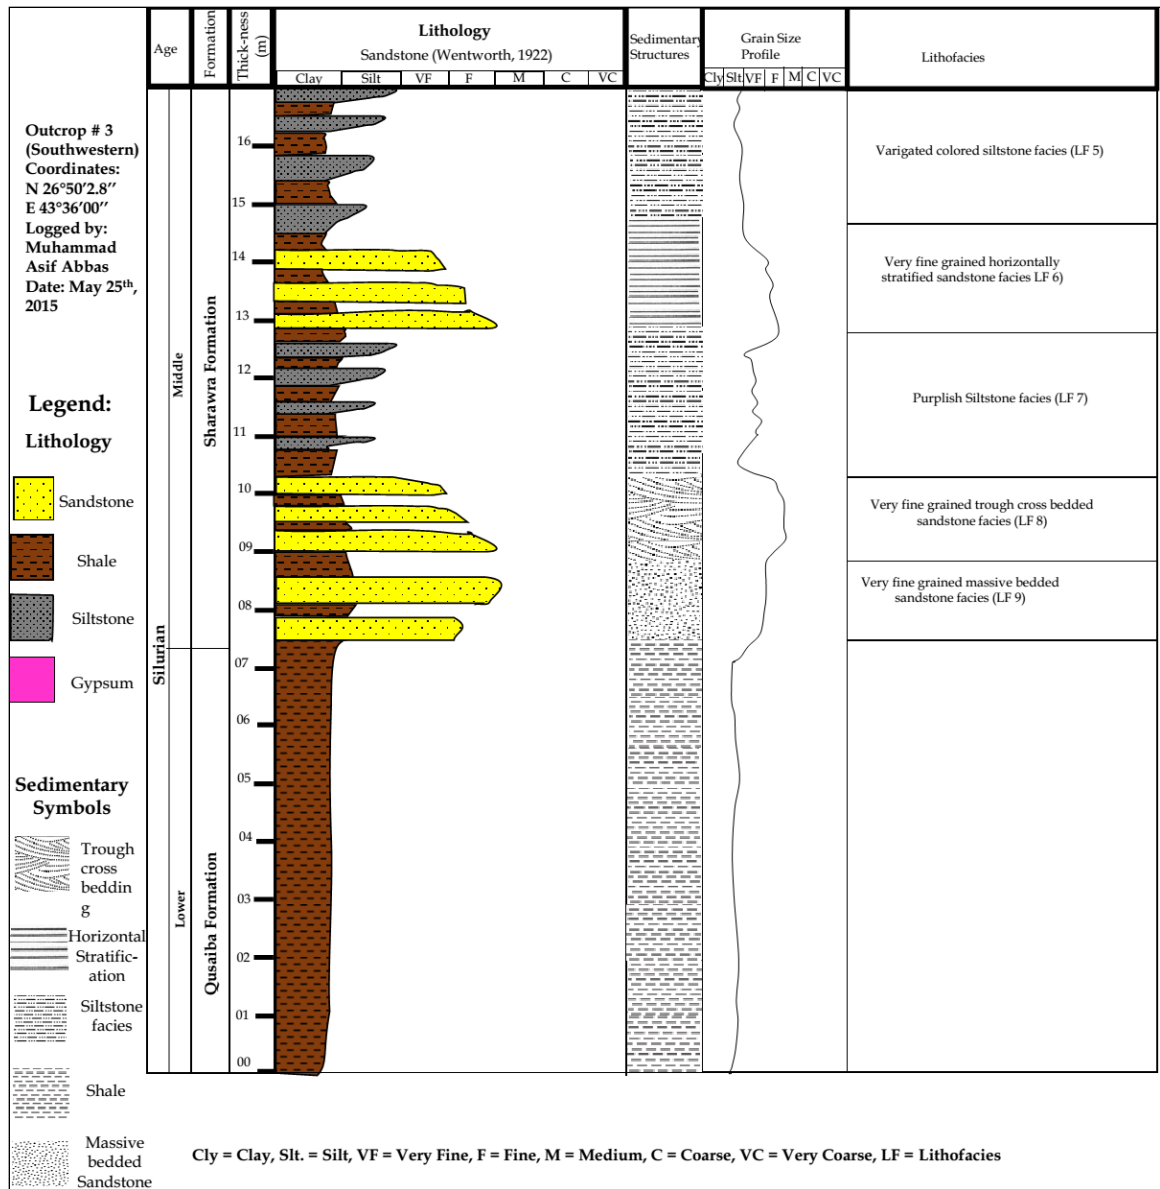 Age
Formation
Thick-ness
(m)
Lithology
Sandstone (Wentworth, 1922)
Clay Silt VF F M C VC
Sedimentary
Structures
Grain Size
Profile
Cly Slt. VF F M C VC
Lithofacies
Outcrop # 3
(Southwestern)
Coordinates:
N 26°50′2.8″
E 43°36′00″
Logged by:
Muhammad
Asif Abbas
Date: May 25th,
2015
Legend:
Lithology
Sandstone
Shale
Siltstone
Gypsum
Sedimentary
Symbols
Trough
cross
beddin
g
Horizontal
Stratific-
ation
Siltstone
facies
Shale
Massive
bedded
Sandstone
Silurian
Middle
Lower
Sharawra Formation
Qusaiba Formation
16
15
14
13
12
11
10
09
08
07
06
05
04
03
02
01
00
Varigated colored siltstone facies (LF 5)
Very fine grained horizontally
stratified sandstone facies LF 6)
Purplish Siltstone facies (LF 7)
Very fine grained trough cross bedded
sandstone facies (LF 8)
Very fine grained massive bedded
sandstone facies (LF 9)
Cly = Clay, Slt. = Silt, VF = Very Fine, F = Fine, M = Medium, C = Coarse, VC = Very Coarse, LF = Lithofacies